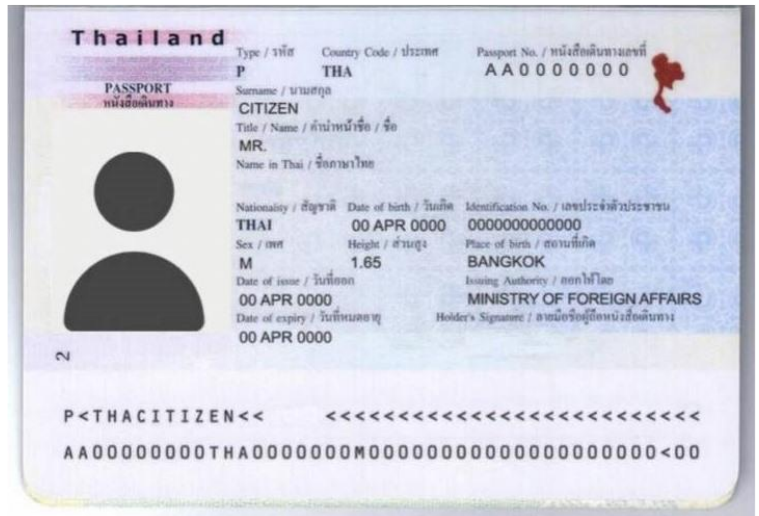 Thailand
PASSPORT
หนังสือเดินทาง
Type / รหัส Country Code / ประเทศ Passport No. / หนังสือเดินทางเลขที่
P THA AA0000000
Surname / นามสกุล
CITIZEN
Title / Name / คำนำหน้าชื่อ / ชื่อ
MR.
Name in Thai / ชื่อภาษาไทย
Nationality / สัญชาติ Date of birth / วันเกิด Identification No. / เลขประจำตัวประชาชน
THAI 00 APR 0000 0000000000000
Sex / เพศ Height / ส่วนสูง Place of birth / สถานที่เกิด
M 1.65 BANGKOK
Date of issue / วันที่ออก Issuing Authority / ออกให้โดย
00 APR 0000 MINISTRY OF FOREIGN AFFAIRS
Date of expiry / วันที่หมดอายุ Holder's Signature / ลายมือชื่อผู้ถือหนังสือเดินทาง
00 APR 0000
2
P<THACITIZEN<< <<<<<<<<<<<<<<<<<<<<<<<<<<
AA00000000THA0000000M0000000000000000000000<00